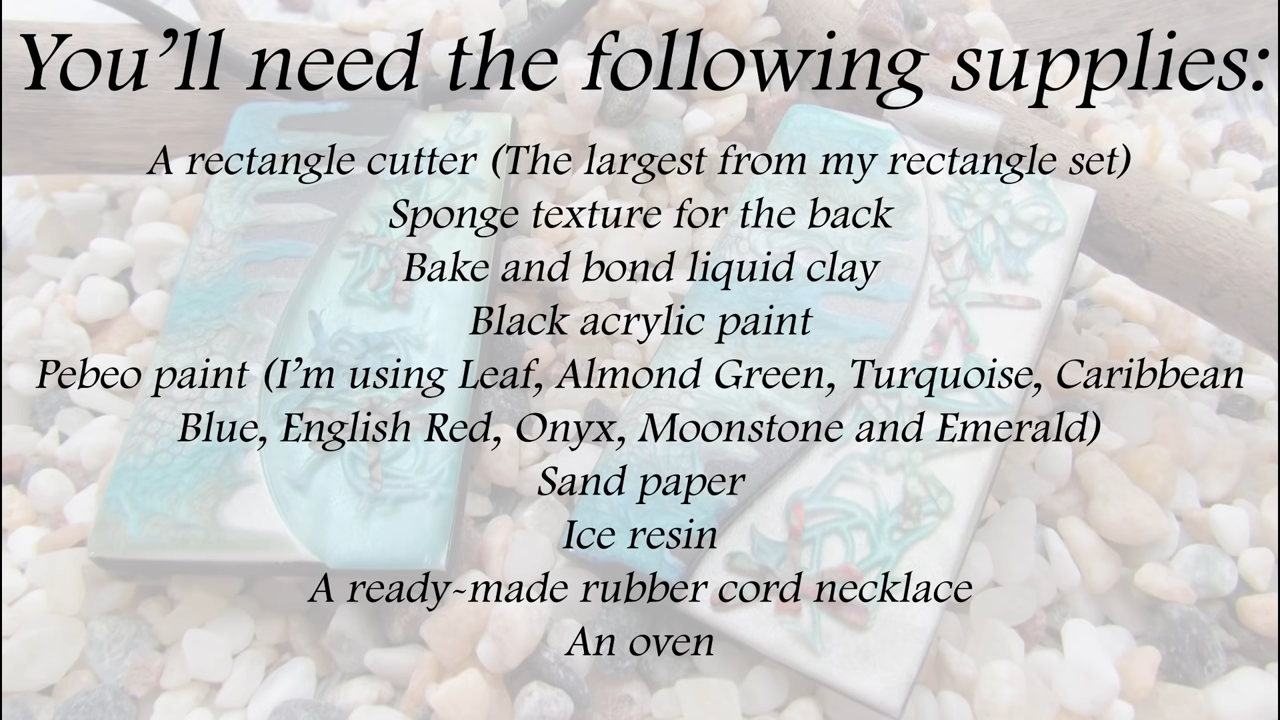 You'll need the following supplies:
A rectangle cutter (The largest from my rectangle set)
Sponge texture for the back
Bake and bond liquid clay
Black acrylic paint
Pebeo paint (I'm using Leaf, Almond Green, Turquoise, Caribbean
Blue, English Red, Onyx, Moonstone and Emerald)
Sand paper
Ice resin
A ready-made rubber cord necklace
An oven